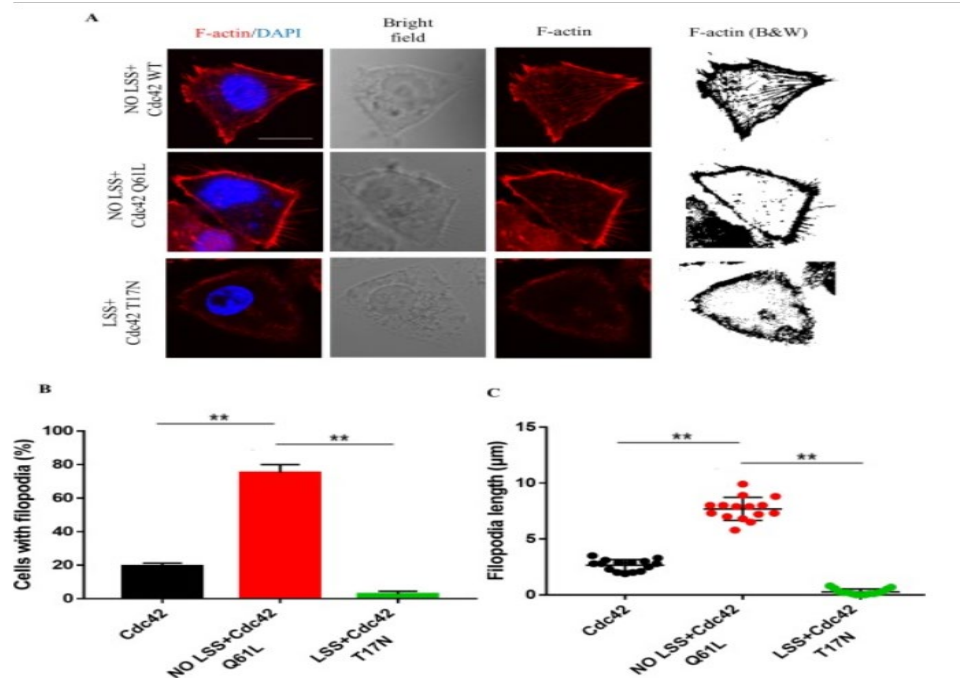 A
F-actin/DAPI
Bright
field
F-actin
F-actin (B&W)
NO LSS+
Cdc42 WT
NO LSS+
Cdc42 Q61L
LSS+
Cdc42 T17N
B
**
**
Cells with filopodia (%)
100
80
60
40
20
0
Cdc42
NO LSS+Cdc42
Q61L
LSS+Cdc42
T17N
C
**
**
Filopodia length (µm)
15
10
5
0
Cdc42
NO LSS+Cdc42
Q61L
LSS+Cdc42
T17N